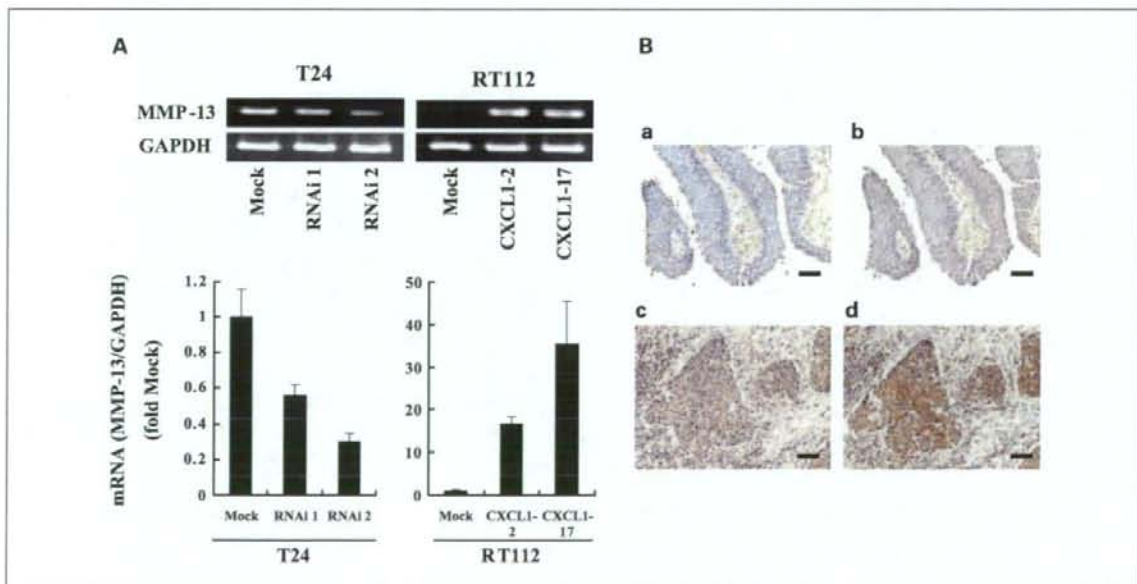 A
T24
RT112
MMP-13
GAPDH
Mock
RNAi 1
RNAi 2
Mock
CXCL1-2
CXCL1-17
mRNA (MMP-13/GAPDH)
(fold Mock)
1.2
1
0.8
0.6
0.4
0.2
0
Mock
RNAi 1
RNAi 2
T24
50
40
30
20
10
0
Mock
CXCL1-
2
CXCL1-
17
RT112
B
a
b
c
d